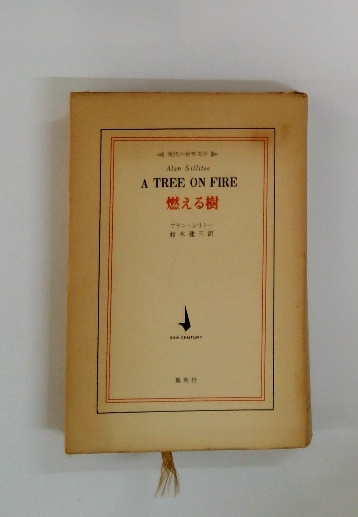 現代の世界文学
Alan Sillitoe
A TREE ON FIRE
燃える樹
アラン・シリトー
鈴木建三訳
20TH CENTURY
集英社